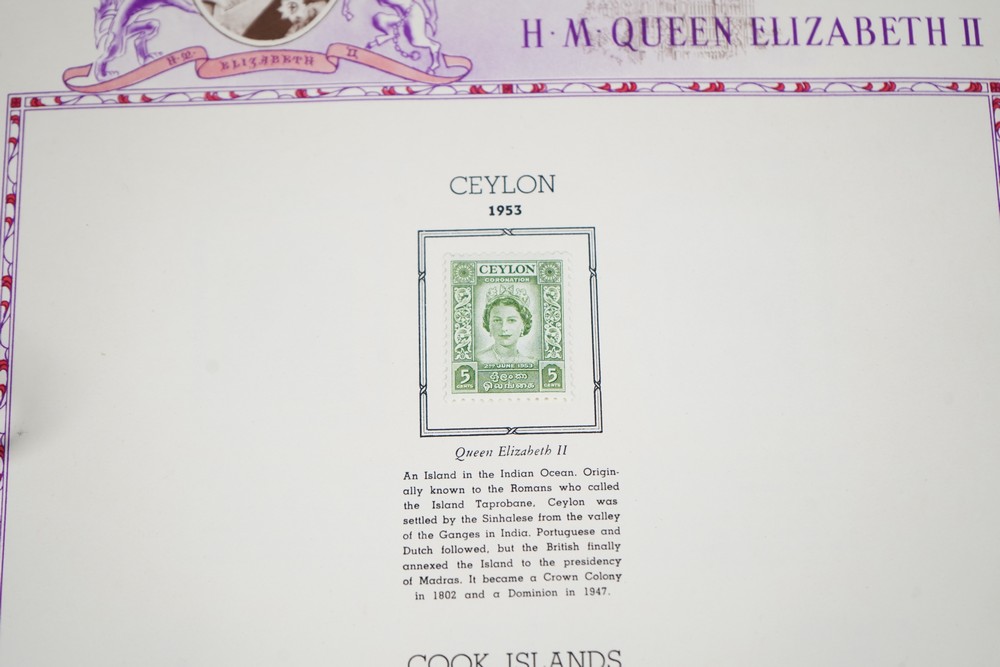 H·M·QUEEN ELIZABETH II
H·M· ELIZABETH II
CEYLON
1953
CEYLON
CORONATION
2ND JUNE 1953
5 ශ්‍රී ලංකා 5
CENTS இலங்கை CENTS
Queen Elizabeth II
An Island in the Indian Ocean. Origin-
ally known to the Romans who called
the Island Taprobane, Ceylon was
settled by the Sinhalese from the valley
of the Ganges in India. Portuguese and
Dutch followed, but the British finally
annexed the Island to the presidency
of Madras. It became a Crown Colony
in 1802 and a Dominion in 1947.
COOK ISLANDS